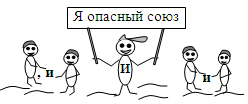 Я опасный союз
, и И и